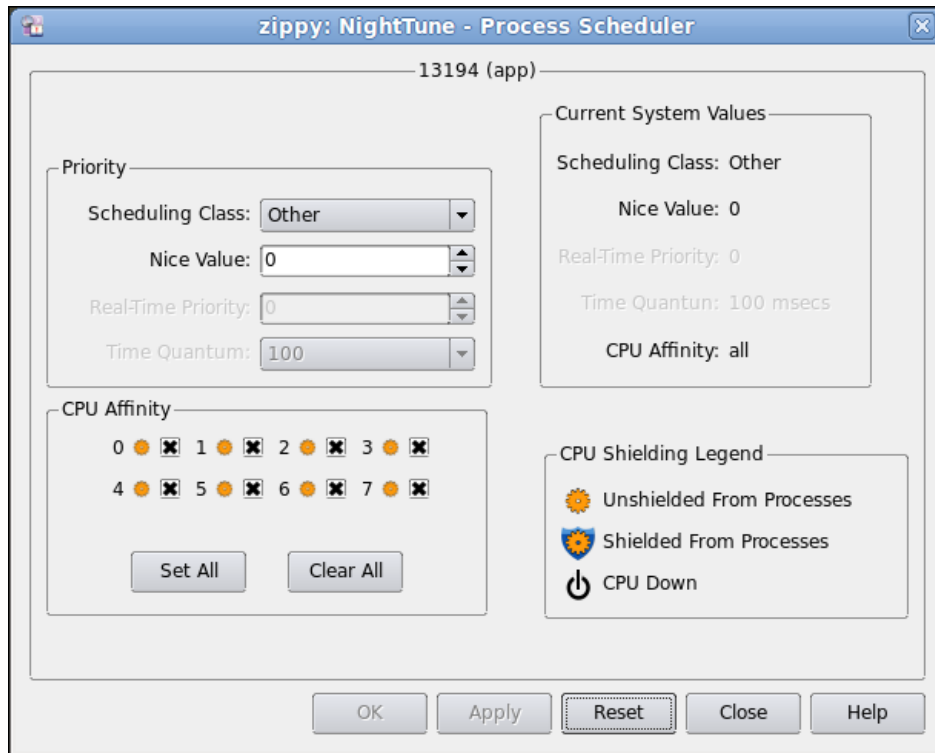 zippy: NightTune - Process Scheduler
13194 (app)
Priority
Scheduling Class: Other
Nice Value: 0
Real-Time Priority: 0
Time Quantum: 100
Current System Values
Scheduling Class: Other
Nice Value: 0
Real-Time Priority: 0
Time Quantun: 100 msecs
CPU Affinity: all
CPU Affinity
0 1 2 3
4 5 6 7
Set All Clear All
CPU Shielding Legend
Unshielded From Processes
Shielded From Processes
CPU Down
OK Apply Reset Close Help